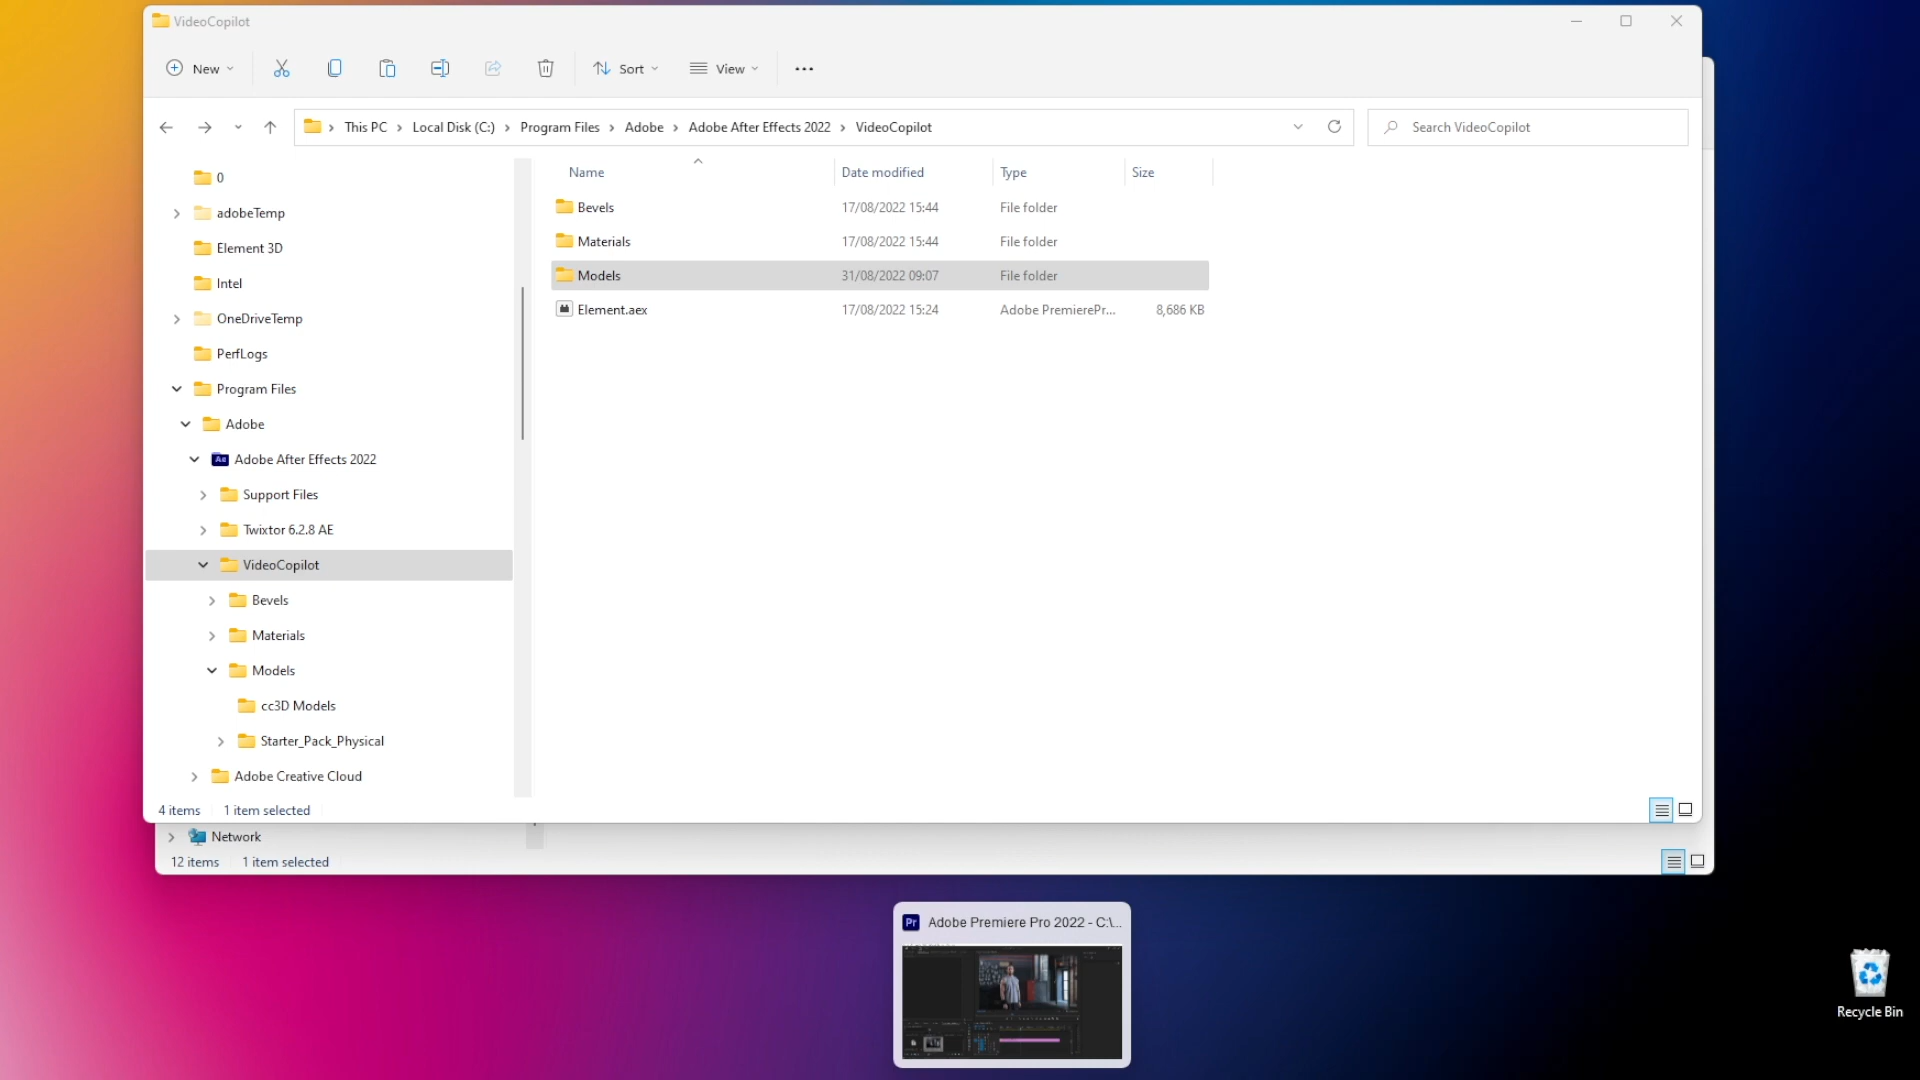 VideoCopilot
New
Sort
View
This PC > Local Disk (C:) > Program Files > Adobe > Adobe After Effects 2022 > VideoCopilot
Search VideoCopilot
0
adobeTemp
Element 3D
Intel
OneDriveTemp
PerfLogs
Program Files
Adobe
Ae Adobe After Effects 2022
Support Files
Twixtor 6.2.8 AE
VideoCopilot
Bevels
Materials
Models
cc3D Models
Starter_Pack_Physical
Adobe Creative Cloud
Name Date modified Type Size
Bevels 17/08/2022 15:44 File folder
Materials 17/08/2022 15:44 File folder
Models 31/08/2022 09:07 File folder
Element.aex 17/08/2022 15:24 Adobe PremierePr... 8,686 KB
4 items 1 item selected
Network
12 items 1 item selected
Pr Adobe Premiere Pro 2022 - C:\...
Recycle Bin